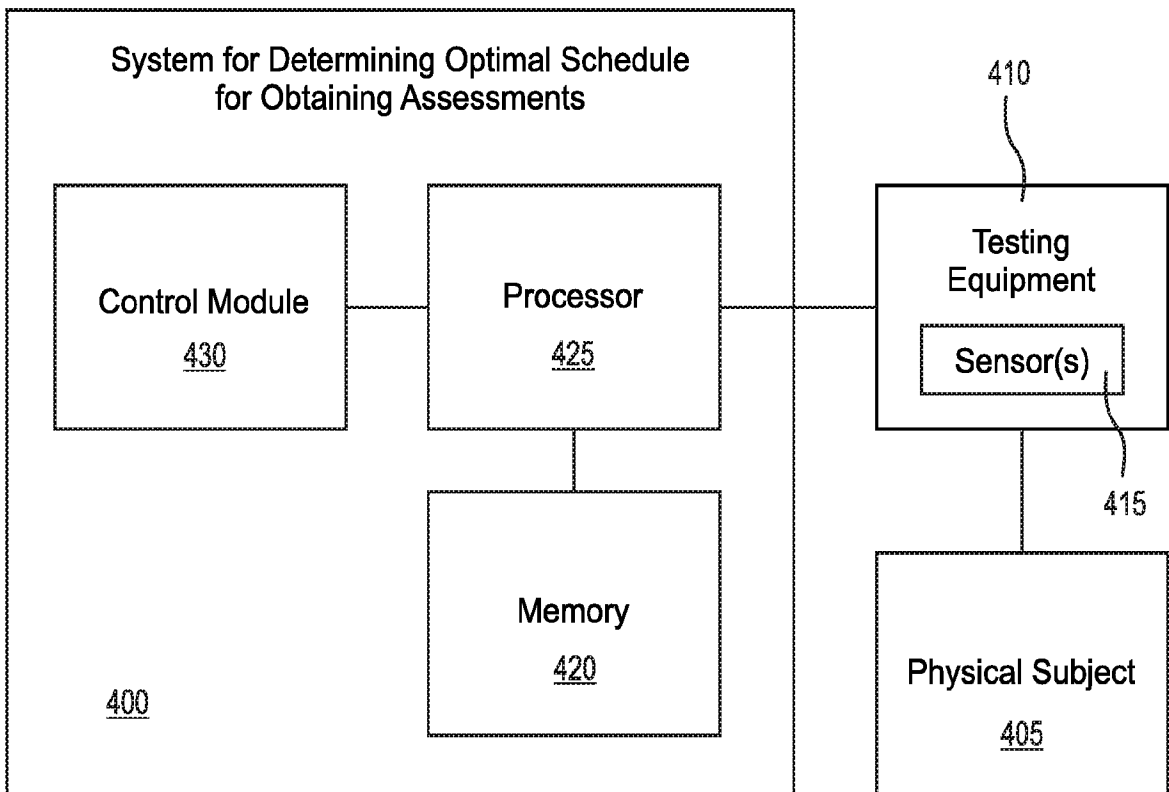 System for Determining Optimal Schedule
for Obtaining Assessments
410
Control Module
430
Processor
425
Testing
Equipment
Sensor(s)
415
Memory
420
400
Physical Subject
405